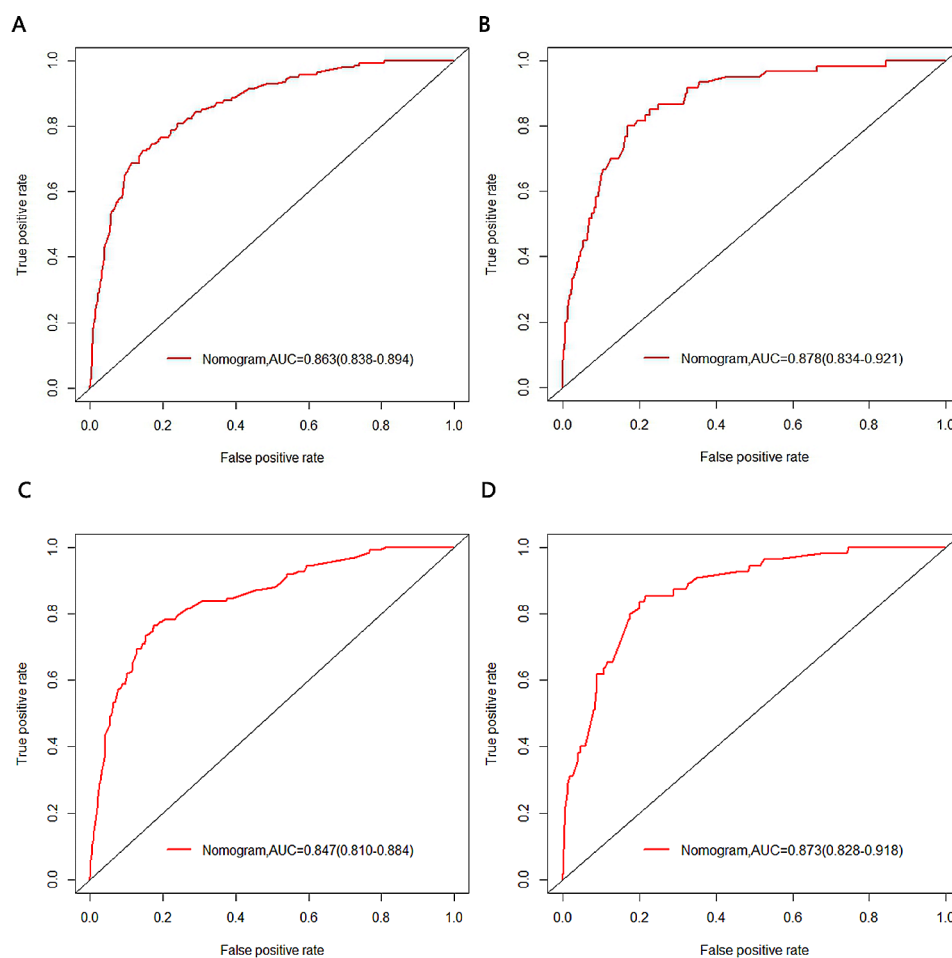 A
1.0
0.8
0.6
0.4
0.2
0.0
True positive rate
Nomogram,AUC=0.863(0.838-0.894)
0.0 0.2 0.4 0.6 0.8 1.0
False positive rate
B
1.0
0.8
0.6
0.4
0.2
0.0
True positive rate
Nomogram,AUC=0.878(0.834-0.921)
0.0 0.2 0.4 0.6 0.8 1.0
False positive rate
C
1.0
0.8
0.6
0.4
0.2
0.0
True positive rate
Nomogram,AUC=0.847(0.810-0.884)
0.0 0.2 0.4 0.6 0.8 1.0
False positive rate
D
1.0
0.8
0.6
0.4
0.2
0.0
True positive rate
Nomogram,AUC=0.873(0.828-0.918)
0.0 0.2 0.4 0.6 0.8 1.0
False positive rate